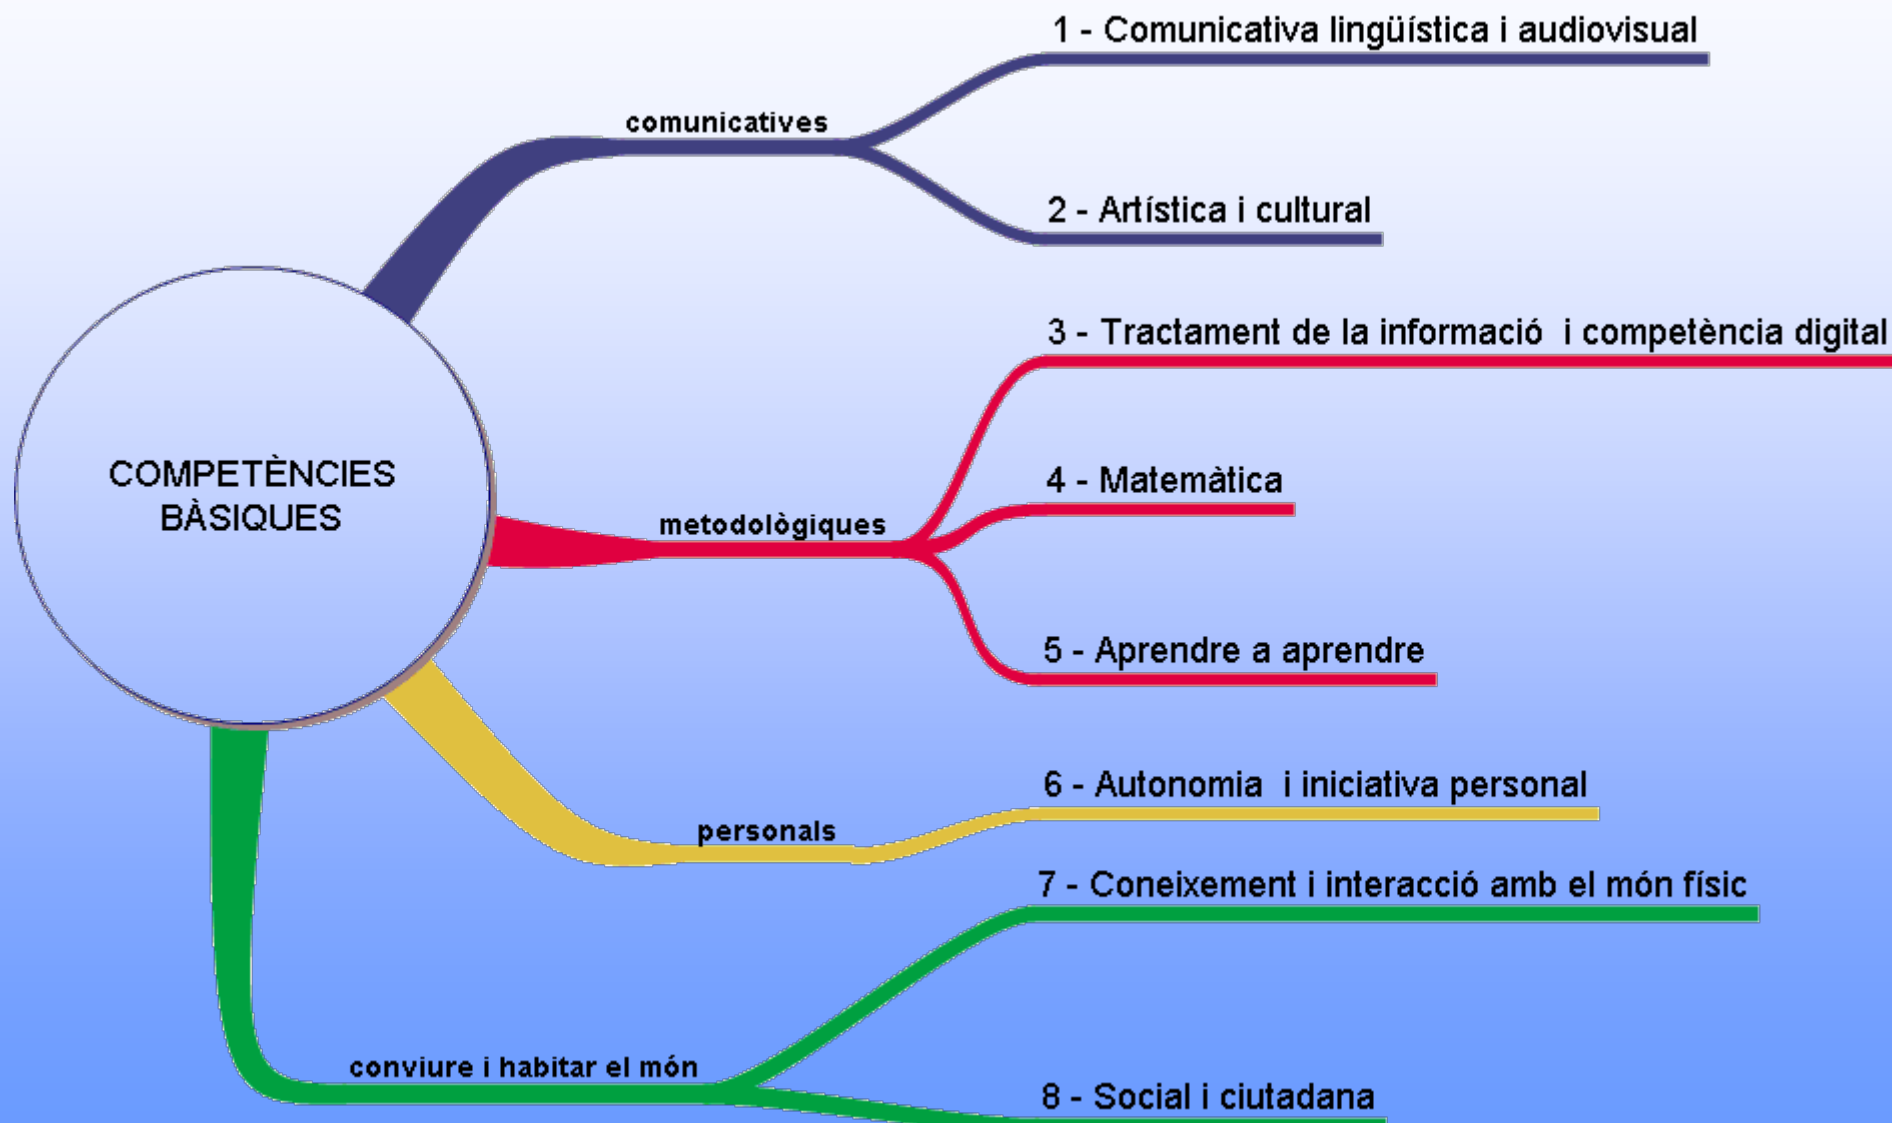 1 - Comunicativa lingüística i audiovisual
comunicatives
2 - Artística i cultural
3 - Tractament de la informació  i competència digital
COMPETÈNCIES
BÀSIQUES
4 - Matemàtica
metodològiques
5 - Aprendre a aprendre
6 - Autonomia  i iniciativa personal
personals
7 - Coneixement i interacció amb el món físic
conviure i habitar el món
8 - Social i ciutadana